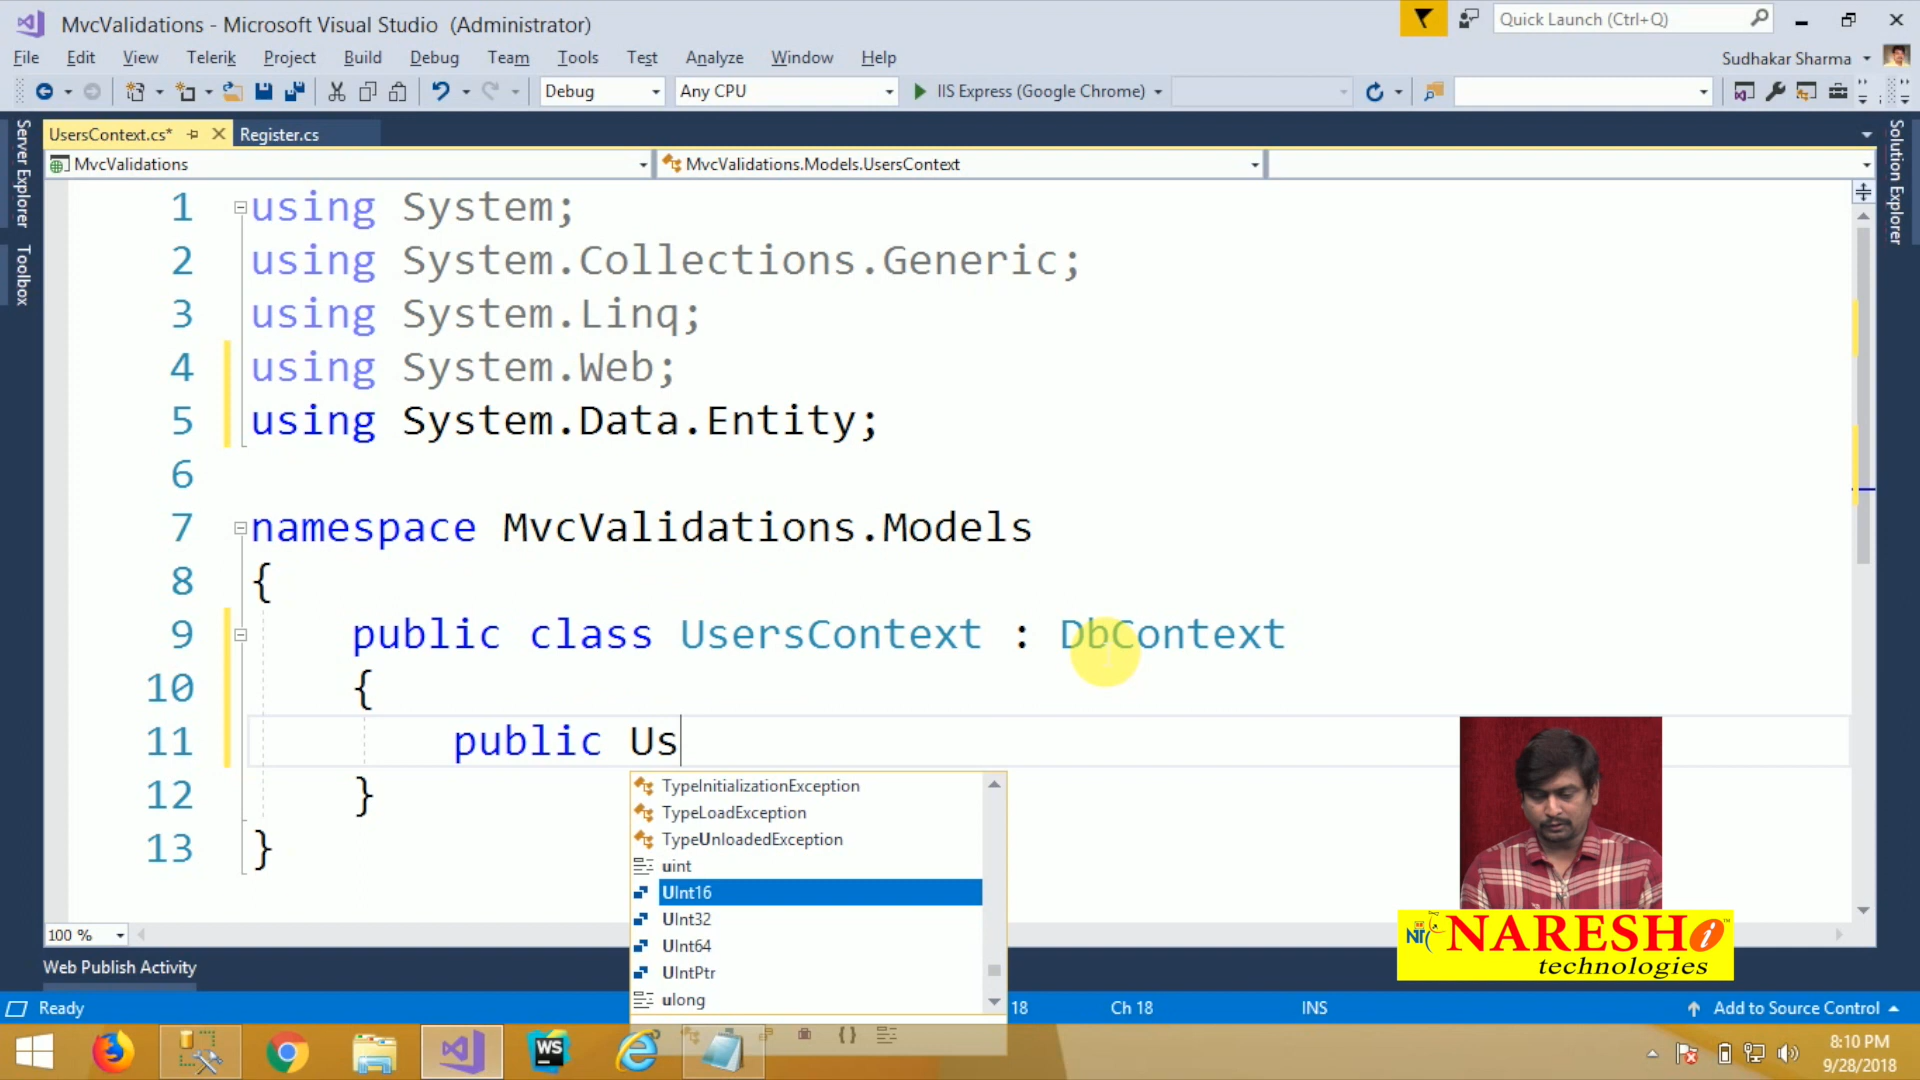 MvcValidations - Microsoft Visual Studio (Administrator)
Quick Launch (Ctrl+Q)
File Edit View Telerik Project Build Debug Team Tools Test Analyze Window Help
Sudhakar Sharma
Debug Any CPU IIS Express (Google Chrome)
UsersContext.cs* Register.cs
MvcValidations MvcValidations.Models.UsersContext
Server Explorer
Toolbox
Solution Explorer
1 using System;
2 using System.Collections.Generic;
3 using System.Linq;
4 using System.Web;
5 using System.Data.Entity;
6
7 namespace MvcValidations.Models
8 {
9 public class UsersContext : DbContext
10 {
11 public Us
12 }
13 }
TypeInitializationException
TypeLoadException
TypeUnloadedException
uint
UInt16
UInt32
UInt64
UIntPtr
ulong
100 %
NARESH i
technologies
Web Publish Activity
Ready 18 Ch 18 INS Add to Source Control
WS
8:10 PM
9/28/2018